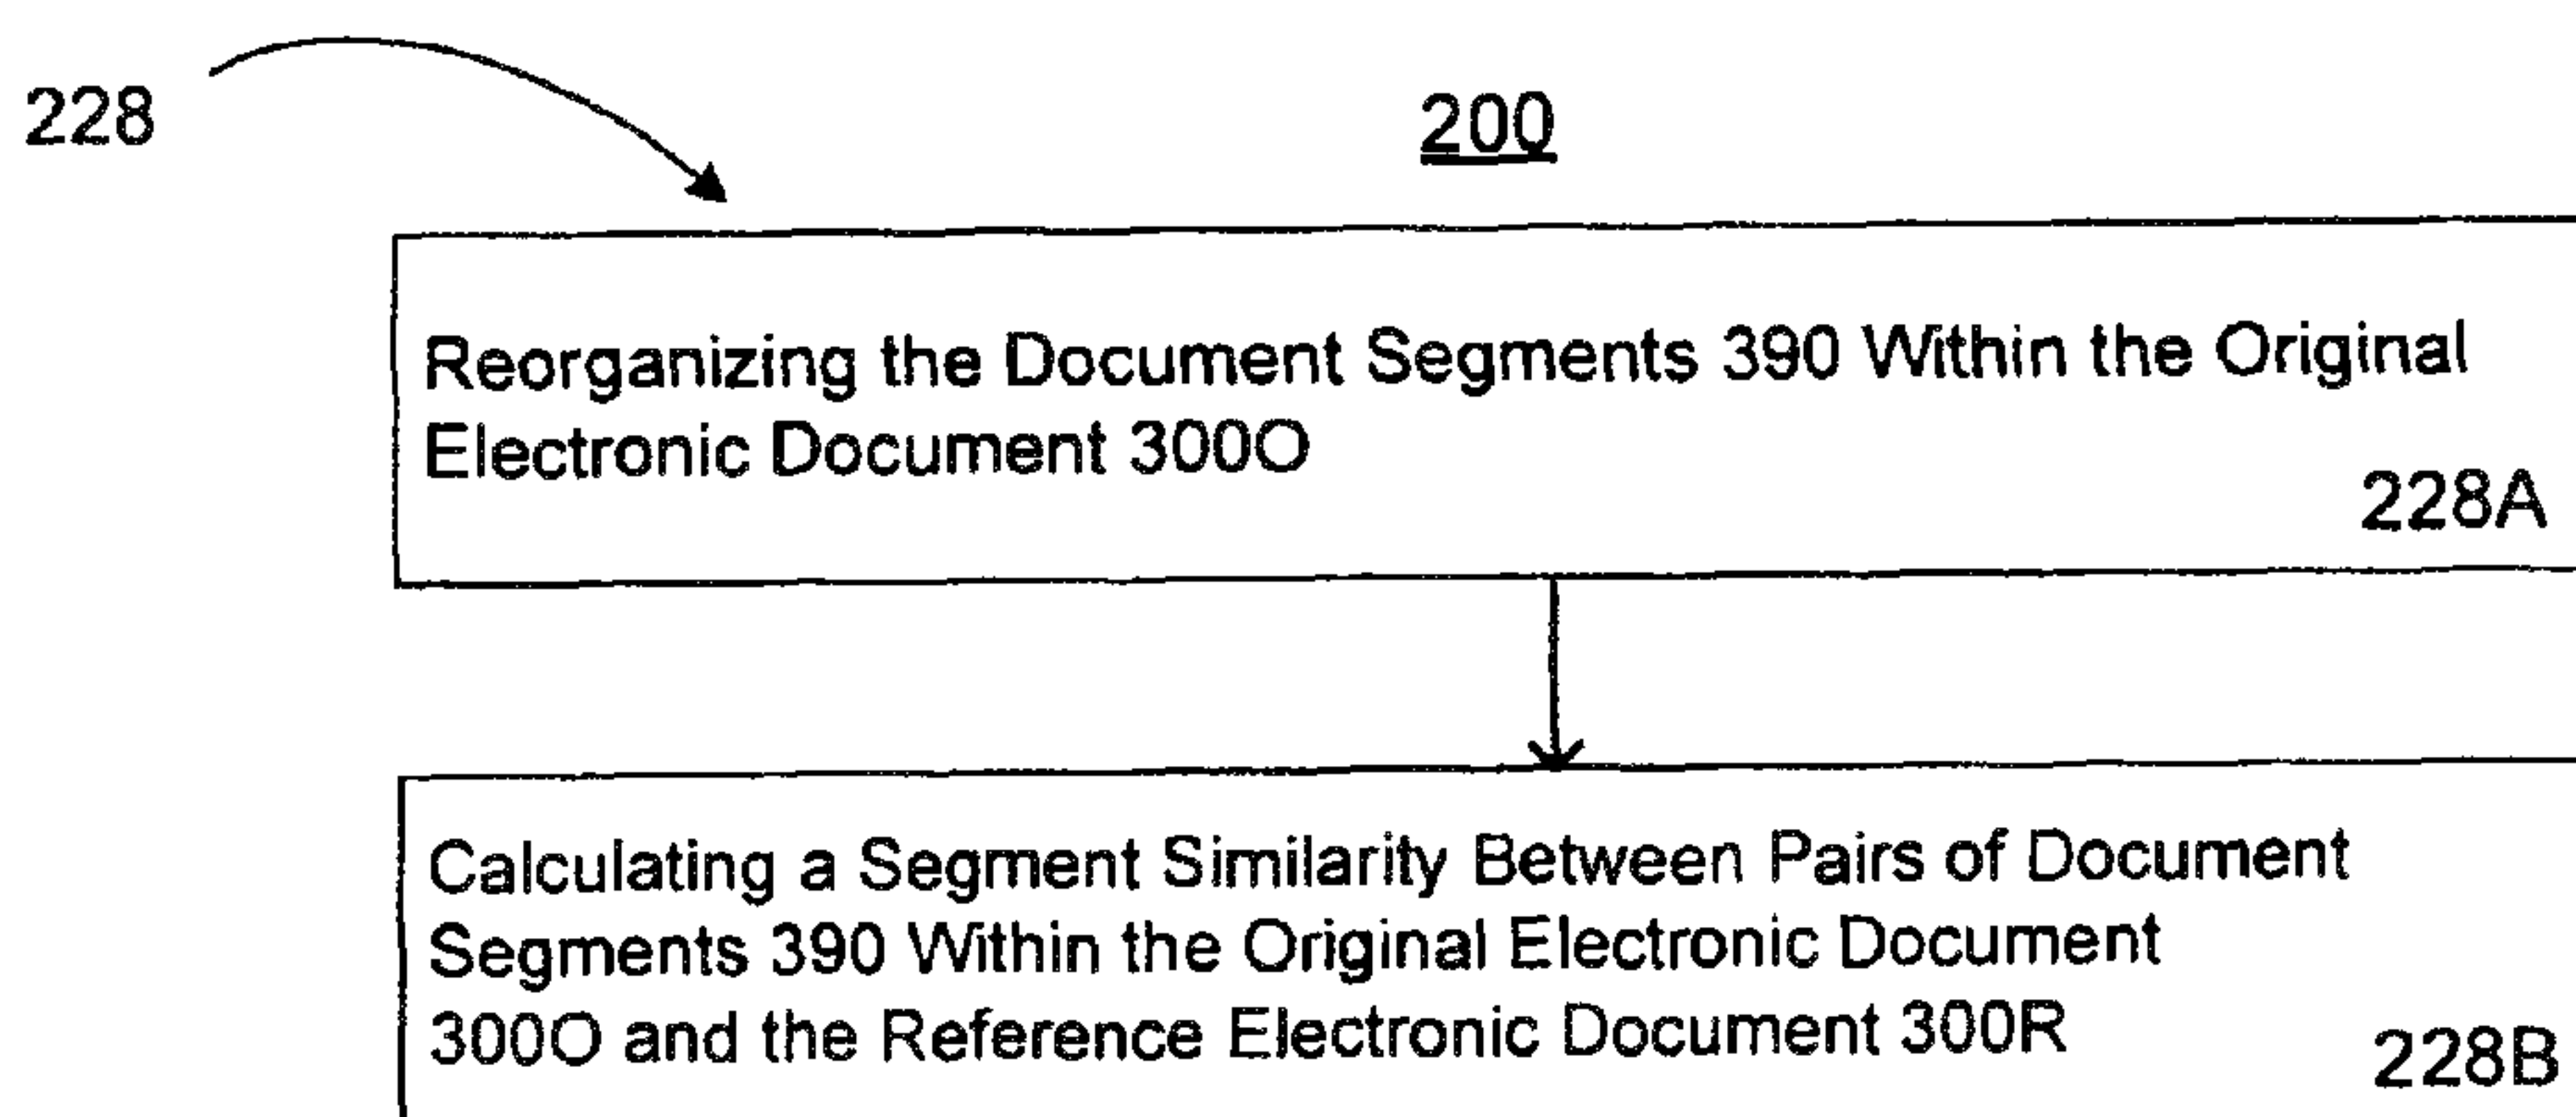 228
200
Reorganizing the Document Segments 390 Within the Original
Electronic Document 300O
228A
Calculating a Segment Similarity Between Pairs of Document
Segments 390 Within the Original Electronic Document
300O and the Reference Electronic Document 300R
228B